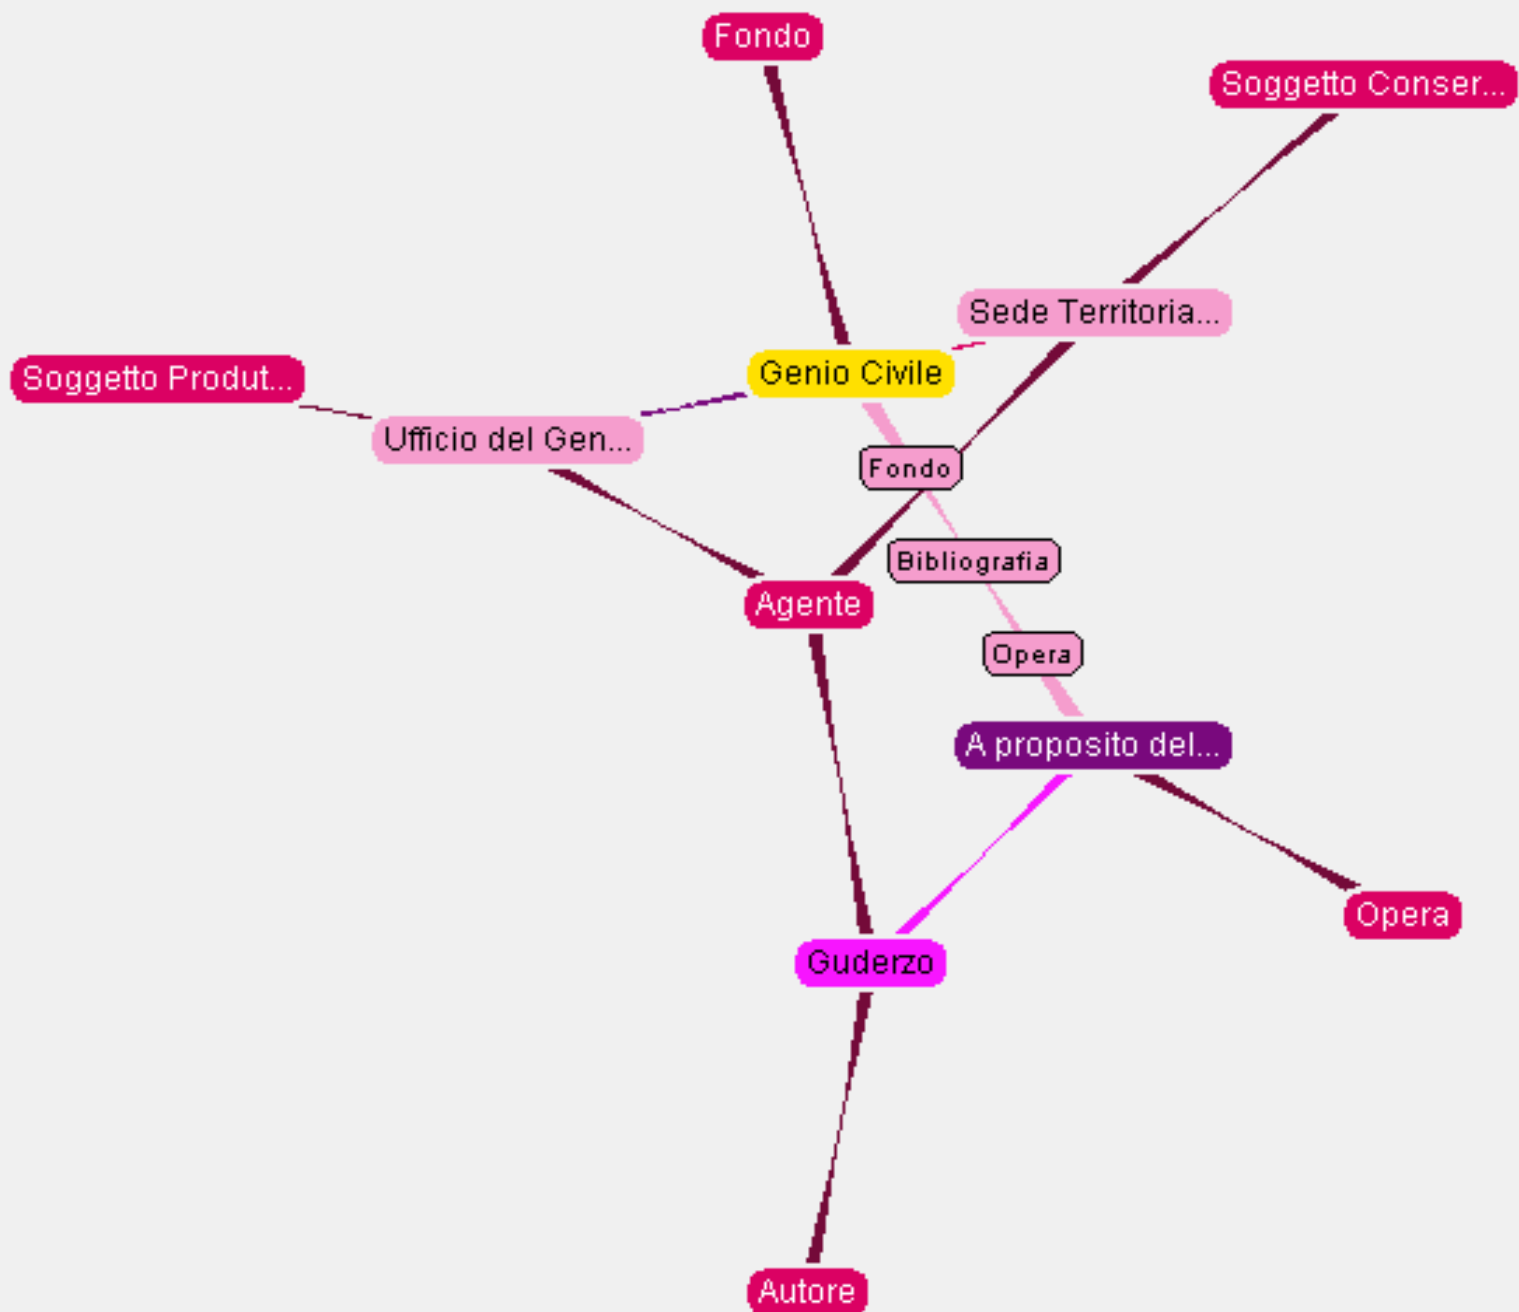 Fondo
Soggetto Conser...
Sede Territoria...
Genio Civile
Soggetto Produt...
Ufficio del Gen...
Fondo
Bibliografia
Agente
Opera
A proposito del...
Opera
Guderzo
Autore